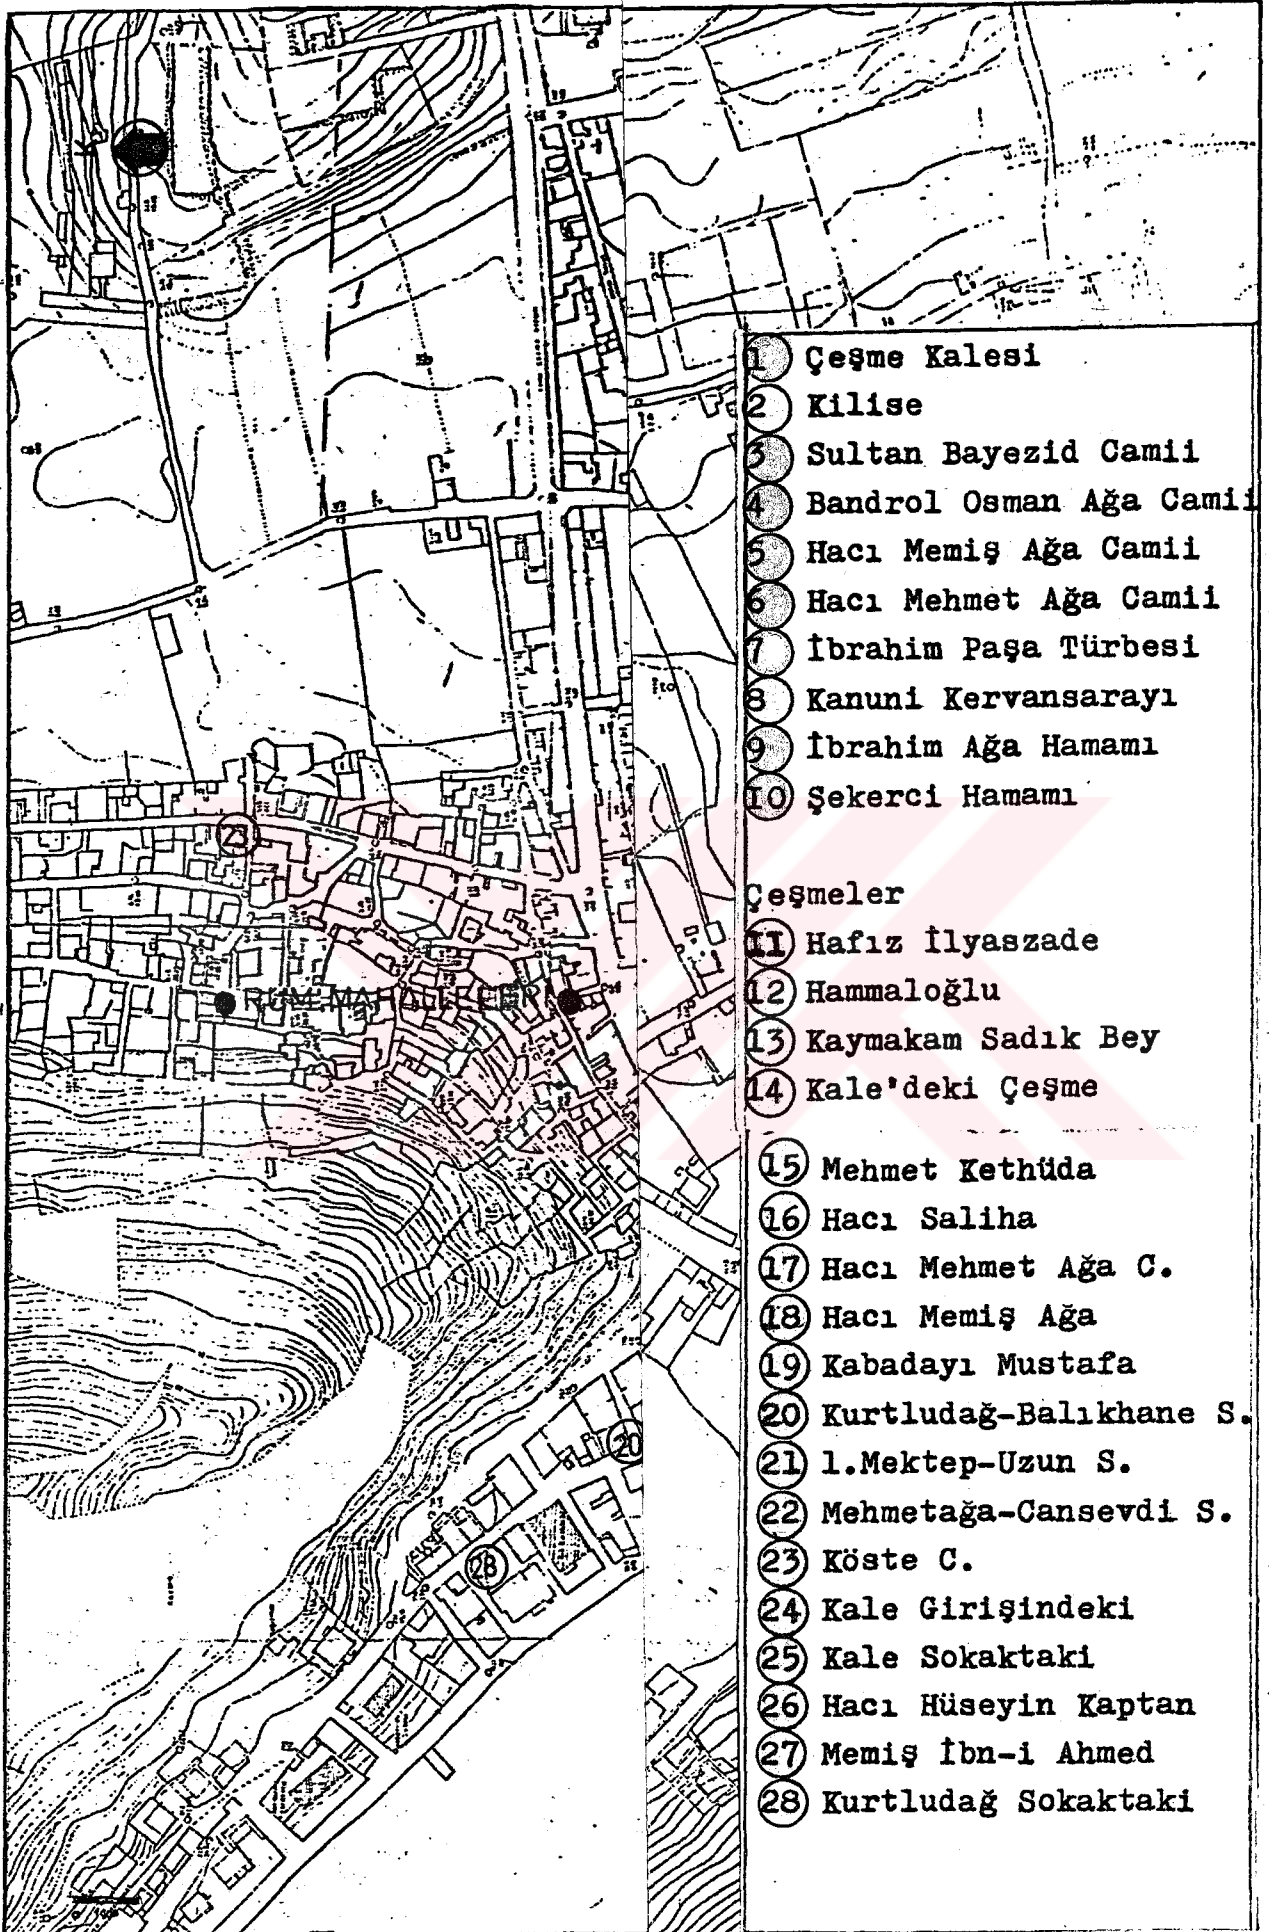 1 Çeşme Kalesi
2 Kilise
3 Sultan Bayezid Camii
4 Bandrol Osman Ağa Camii
5 Hacı Memiş Ağa Camii
6 Hacı Mehmet Ağa Camii
7 İbrahim Paşa Türbesi
8 Kanuni Kervansarayı
9 İbrahim Ağa Hamamı
10 Şekerci Hamamı
Çeşmeler
11 Hafız İlyaszade
12 Hammaloğlu
13 Kaymakam Sadık Bey
14 Kale'deki Çeşme
15 Mehmet Kethüda
16 Hacı Saliha
17 Hacı Mehmet Ağa C.
18 Hacı Memiş Ağa
19 Kabadayı Mustafa
20 Kurtludağ-Balıkhane S.
21 1.Mektep-Uzun S.
22 Mehmetağa-Cansevdi S.
23 Köste C.
24 Kale Girişindeki
25 Kale Sokaktaki
26 Hacı Hüseyin Kaptan
27 Memiş İbn-i Ahmed
28 Kurtludağ Sokaktaki
23
RUM MAHALLELERİ
20
28